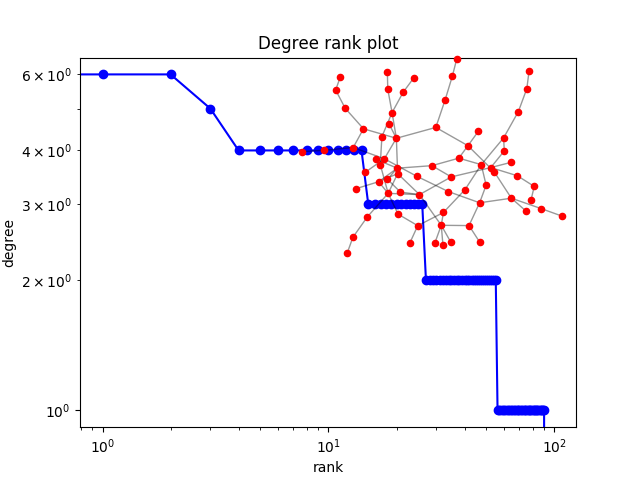 Degree rank plot
degree
6 × 10⁰
4 × 10⁰
3 × 10⁰
2 × 10⁰
10⁰
10⁰
10¹
10²
rank